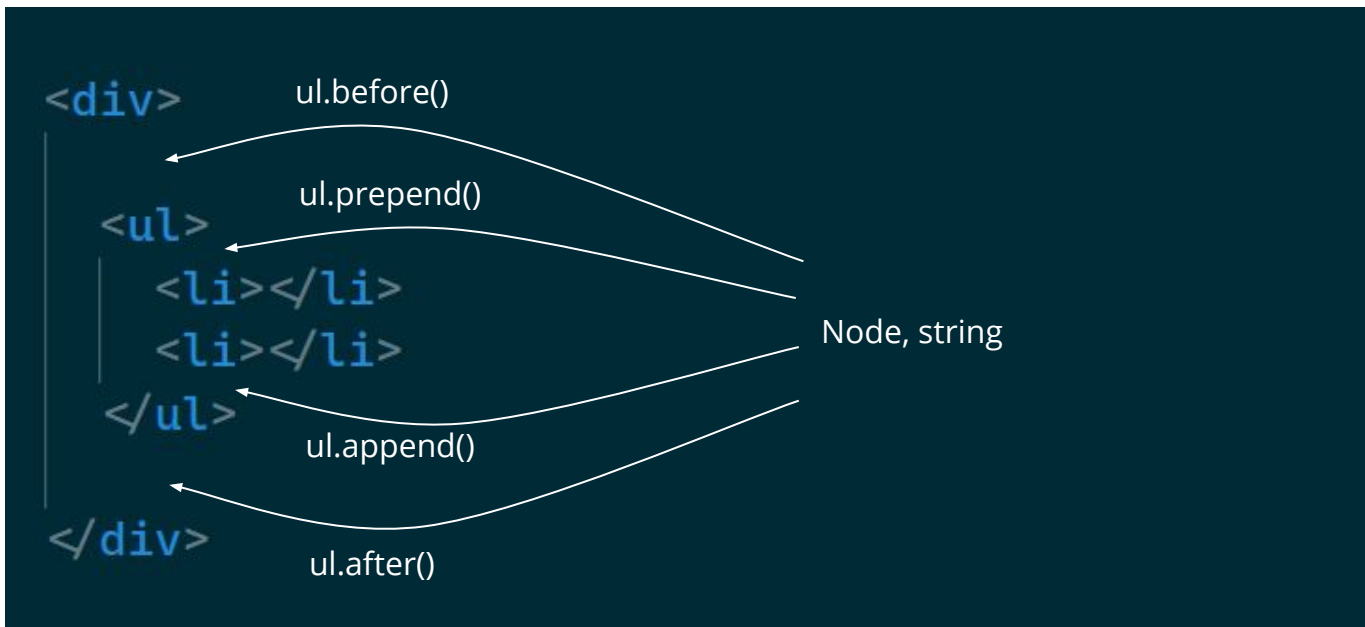 <div>
ul.before()
ul.prepend()
<ul>
<li></li>
<li></li>
Node, string
</ul>
ul.append()
</div>
ul.after()